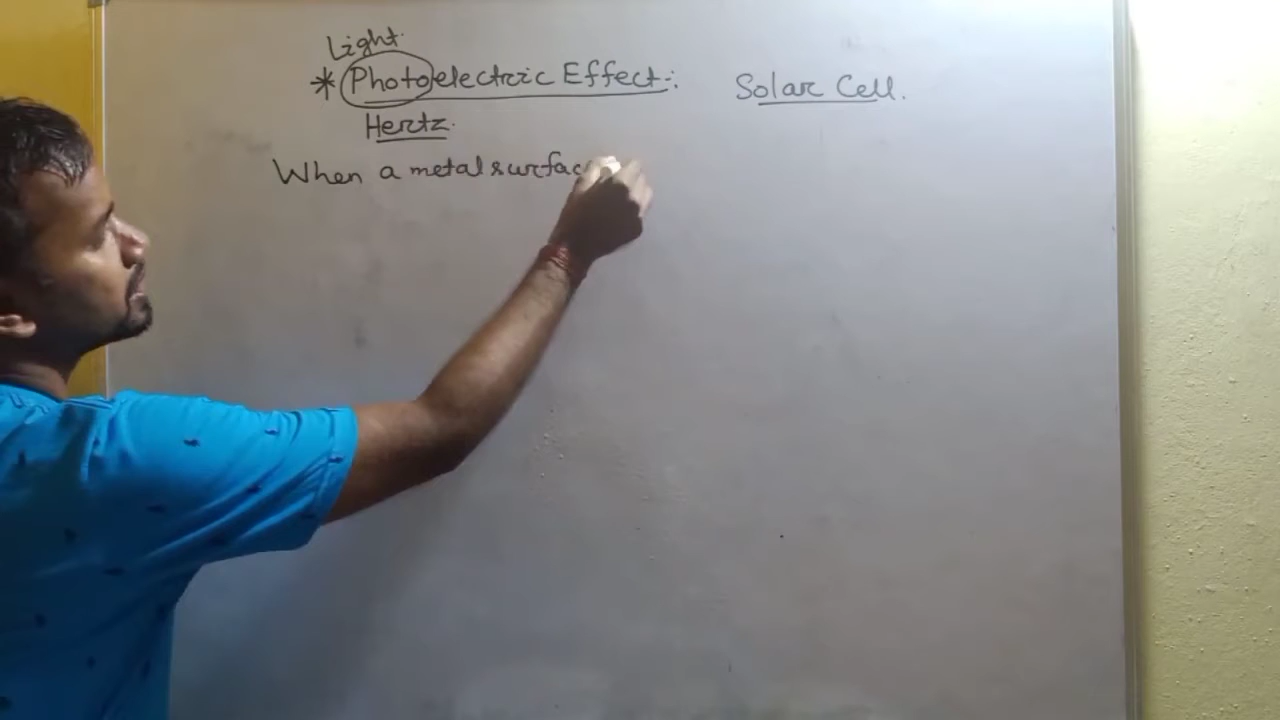 Light.
* Photoelectric Effect:
Solar Cell.
Hertz.
When a metal surfac